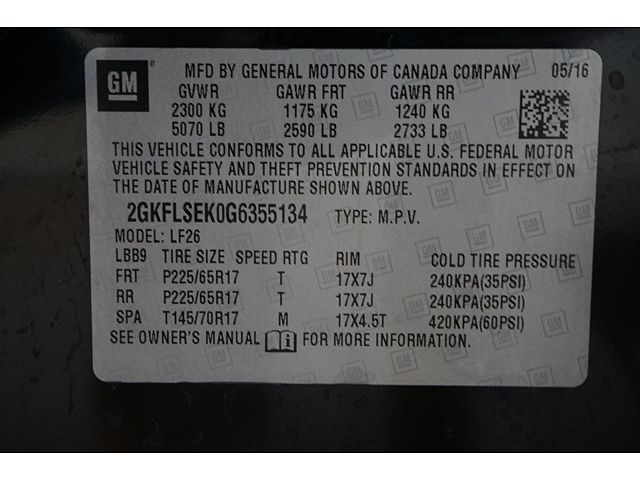 GM ® MFD BY GENERAL MOTORS OF CANADA COMPANY 05/16
GVWR GAWR FRT GAWR RR
2300 KG 1175 KG 1240 KG
5070 LB 2590 LB 2733 LB
THIS VEHICLE CONFORMS TO ALL APPLICABLE U.S. FEDERAL MOTOR
VEHICLE SAFETY AND THEFT PREVENTION STANDARDS IN EFFECT ON
THE DATE OF MANUFACTURE SHOWN ABOVE.
2GKFLSEK0G6355134 TYPE: M.P.V.
MODEL: LF26
LBB9 TIRE SIZE SPEED RTG RIM COLD TIRE PRESSURE
FRT P225/65R17 T 17X7J 240KPA(35PSI)
RR P225/65R17 T 17X7J 240KPA(35PSI)
SPA T145/70R17 M 17X4.5T 420KPA(60PSI)
SEE OWNER'S MANUAL i FOR MORE INFORMATION.